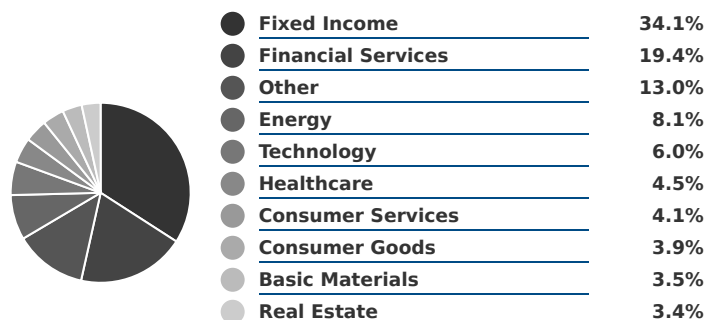 Fixed Income 34.1%
Financial Services 19.4%
Other 13.0%
Energy 8.1%
Technology 6.0%
Healthcare 4.5%
Consumer Services 4.1%
Consumer Goods 3.9%
Basic Materials 3.5%
Real Estate 3.4%